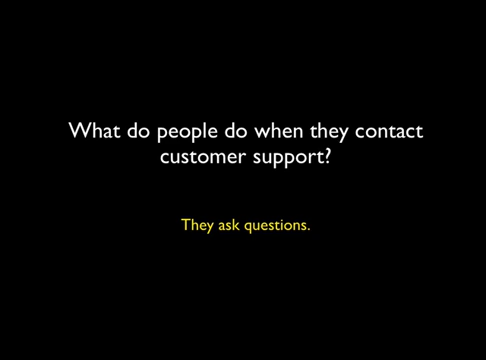 What do people do when they contact
customer support?
They ask questions.